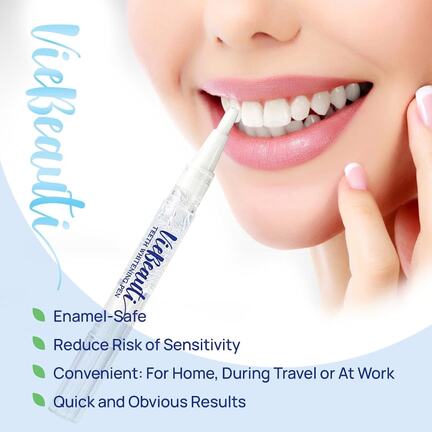 VieBeauti
VieBeauti
TEETH WHITENING PEN
Enamel-Safe
Reduce Risk of Sensitivity
Convenient: For Home, During Travel or At Work
Quick and Obvious Results